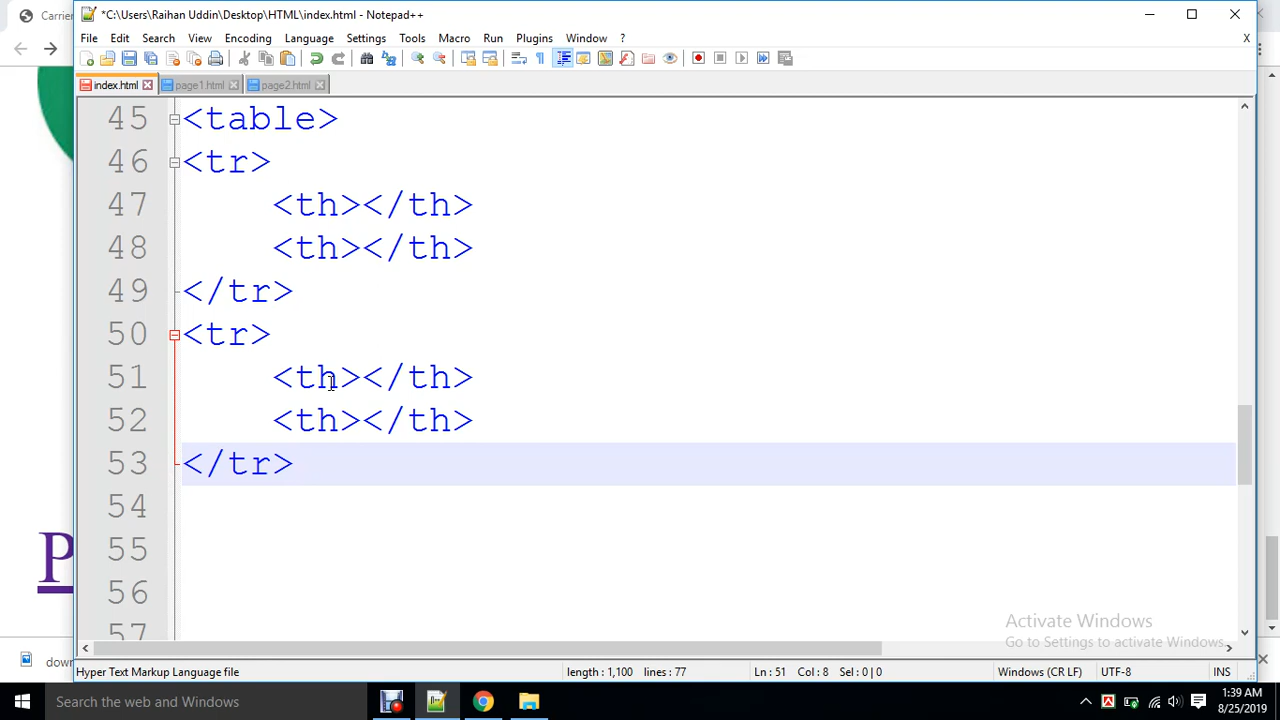 Carrier
*C:\Users\Raihan Uddin\Desktop\HTML\index.html - Notepad++
File Edit Search View Encoding Language Settings Tools Macro Run Plugins Window ? X
index.html page1.html page2.html
45 <table>
46 <tr>
47 <th></th>
48 <th></th>
49 </tr>
50 <tr>
51 <th></th>
52 <th></th>
53 </tr>
54
55
56
57
P
Activate Windows
Go to Settings to activate Windows.
dow
Hyper Text Markup Language file length : 1,100 lines : 77 Ln : 51 Col : 8 Sel : 0 | 0 Windows (CR LF) UTF-8 INS
Search the web and Windows
1:39 AM
8/25/2019